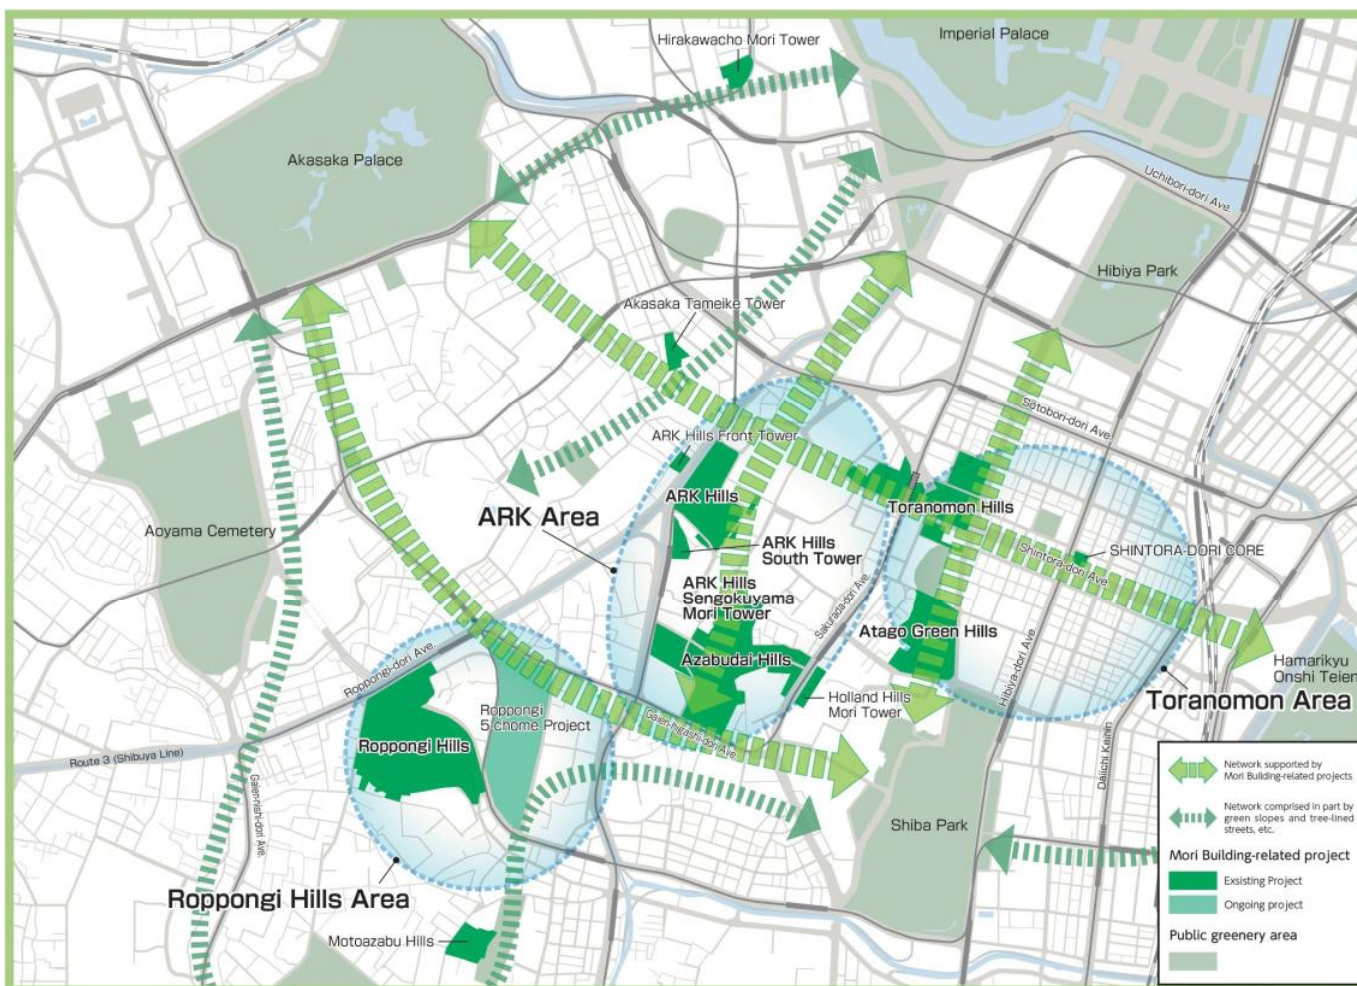 Hirakawacho Mori Tower
Imperial Palace
Akasaka Palace
Uchibori-dori Ave.
Hibiya Park
Akasaka Tameike Tower
Sotobori-dori Ave.
ARK Hills Front Tower
ARK Hills
ARK Area
Toranomon Hills
Aoyama Cemetery
ARK Hills
South Tower
SHINTORA-DORI CORE
Shintora-dori Ave.
ARK Hills
Sengokuyama
Mori Tower
Sakurada-dori Ave.
Atago Green Hills
Azabudai Hills
Hibiya-dori Ave.
Hamarikyu
Onshi Teien
Roppongi-dori Ave.
Holland Hills
Mori Tower
Toranomon Area
Roppongi
5-chome Project
Gaien-higashi-dori Ave.
Roppongi Hills
Route 3 (Shibuya Line)
Daiichi Keihin
Gaien-nishi-dori Ave.
Shiba Park
Roppongi Hills Area
Motoazabu Hills
Network supported by
Mori Building-related projects
Network comprised in part by
green slopes and tree-lined
streets, etc.
Mori Building-related project
Exsisting Project
Ongoing project
Public greenery area